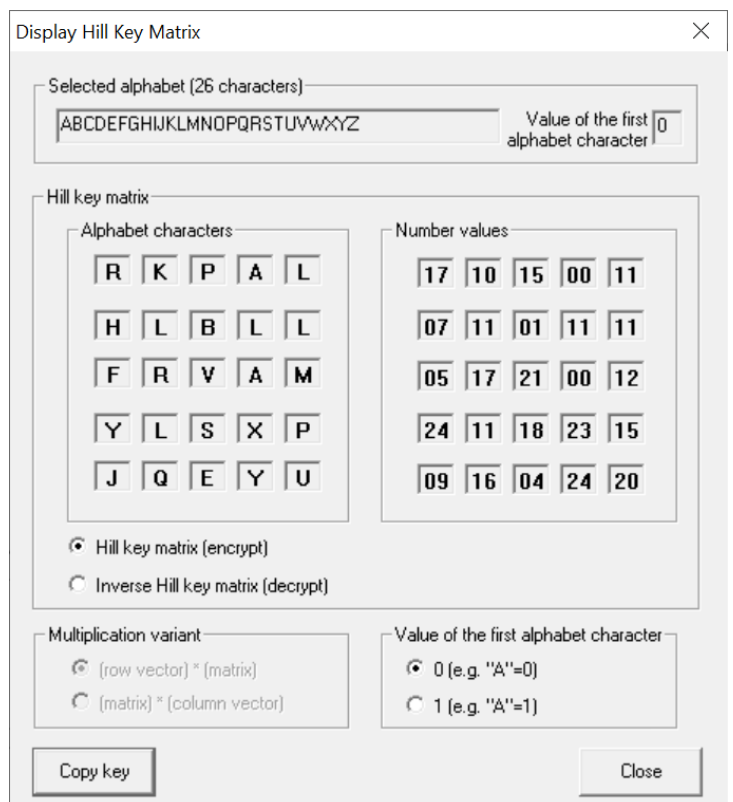 Display Hill Key Matrix
Selected alphabet (26 characters)
ABCDEFGHIJKLMNOPQRSTUVWXYZ
Value of the first alphabet character 0
Hill key matrix
Alphabet characters
R K P A L
H L B L L
F R V A M
Y L S X P
J Q E Y U
Number values
17 10 15 00 11
07 11 01 11 11
05 17 21 00 12
24 11 18 23 15
09 16 04 24 20
Hill key matrix (encrypt)
Inverse Hill key matrix (decrypt)
Multiplication variant
(row vector) * (matrix)
(matrix) * (column vector)
Value of the first alphabet character
0 (e.g. "A"=0)
1 (e.g. "A"=1)
Copy key
Close